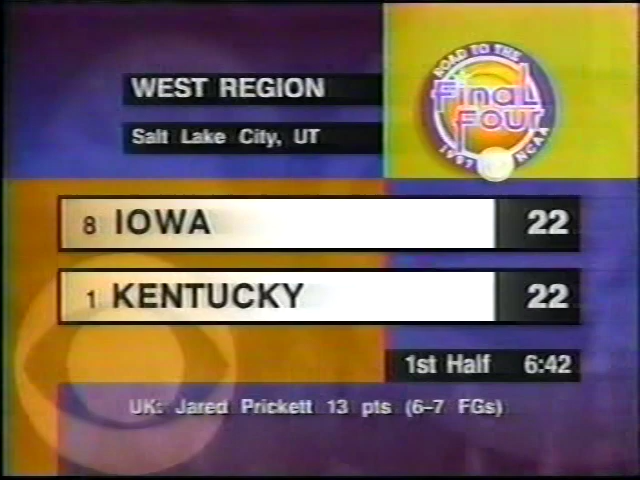 WEST REGION
Salt Lake City, UT
ROAD TO THE
Final
Four
1997 NCAA
8 IOWA 22
1 KENTUCKY 22
1st Half 6:42
UK: Jared Prickett 13 pts (6-7 FGs)